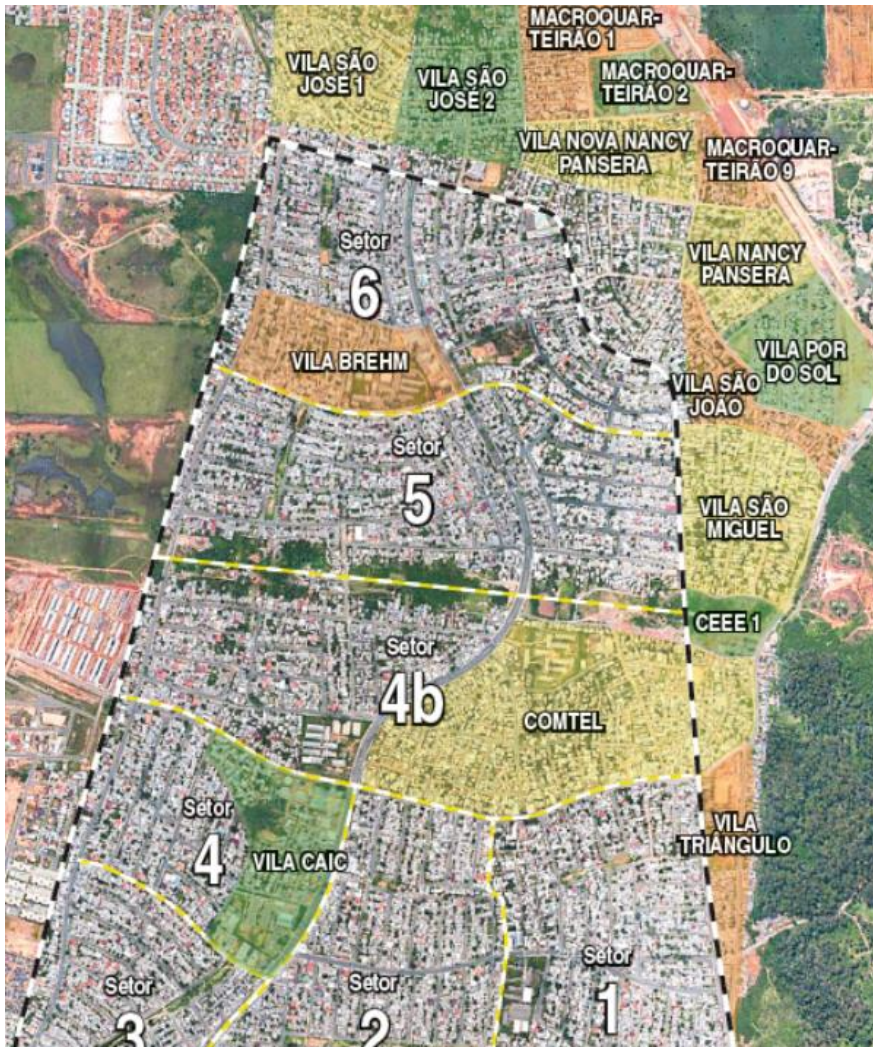 MACROQUAR-
TEIRÃO 1
VILA SÃO
JOSÉ 1
VILA SÃO
JOSÉ 2
MACROQUAR-
TEIRÃO 2
VILA NOVA NANCY
PANSERA
MACROQUAR-
TEIRÃO 9
Setor
6
VILA NANCY
PANSERA
VILA BREHM
VILA POR
DO SOL
VILA SÃO
JOÃO
Setor
5
VILA SÃO
MIGUEL
CEEE 1
Setor
4b
COMTEL
Setor
4
VILA CAIC
VILA
TRIÂNGULO
Setor
3
Setor
2
Setor
1